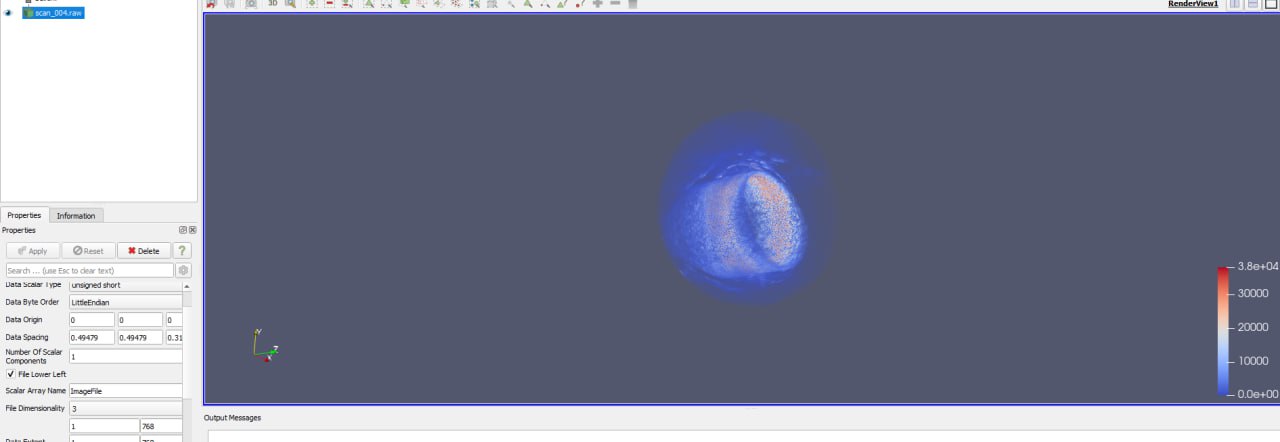 scan_004.raw
3D
RenderView1
Properties Information
Properties
Apply Reset Delete ?
Search ... (use Esc to clear text)
Data Scalar Type unsigned short
Data Byte Order LittleEndian
Data Origin 0 0 0
Data Spacing 0.49479 0.49479 0.31
Number Of Scalar
Components 1
File Lower Left
Scalar Array Name ImageFile
File Dimensionality 3
1 768
Data Extent 1 768
Y
Z
3.8e+04
30000
20000
10000
0.0e+00
Output Messages